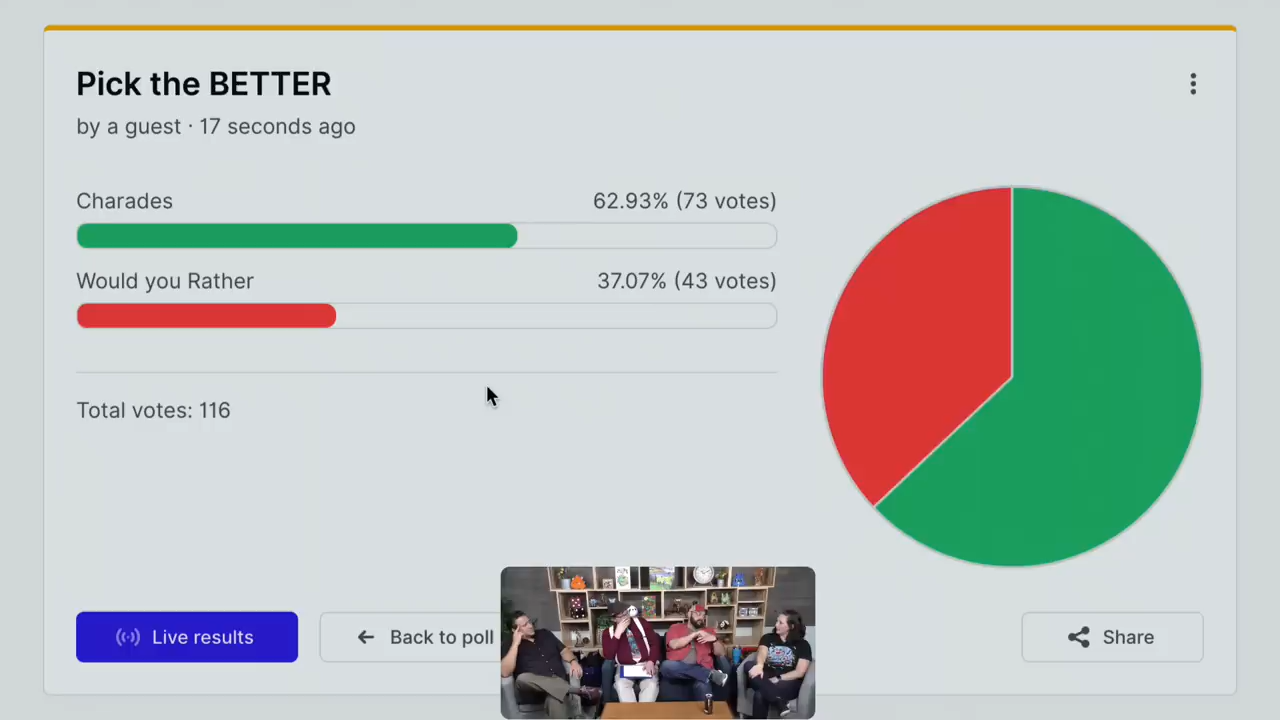 Pick the BETTER
by a guest · 17 seconds ago
Charades 62.93% (73 votes)
Would you Rather 37.07% (43 votes)
Total votes: 116
Live results
Back to poll
Share